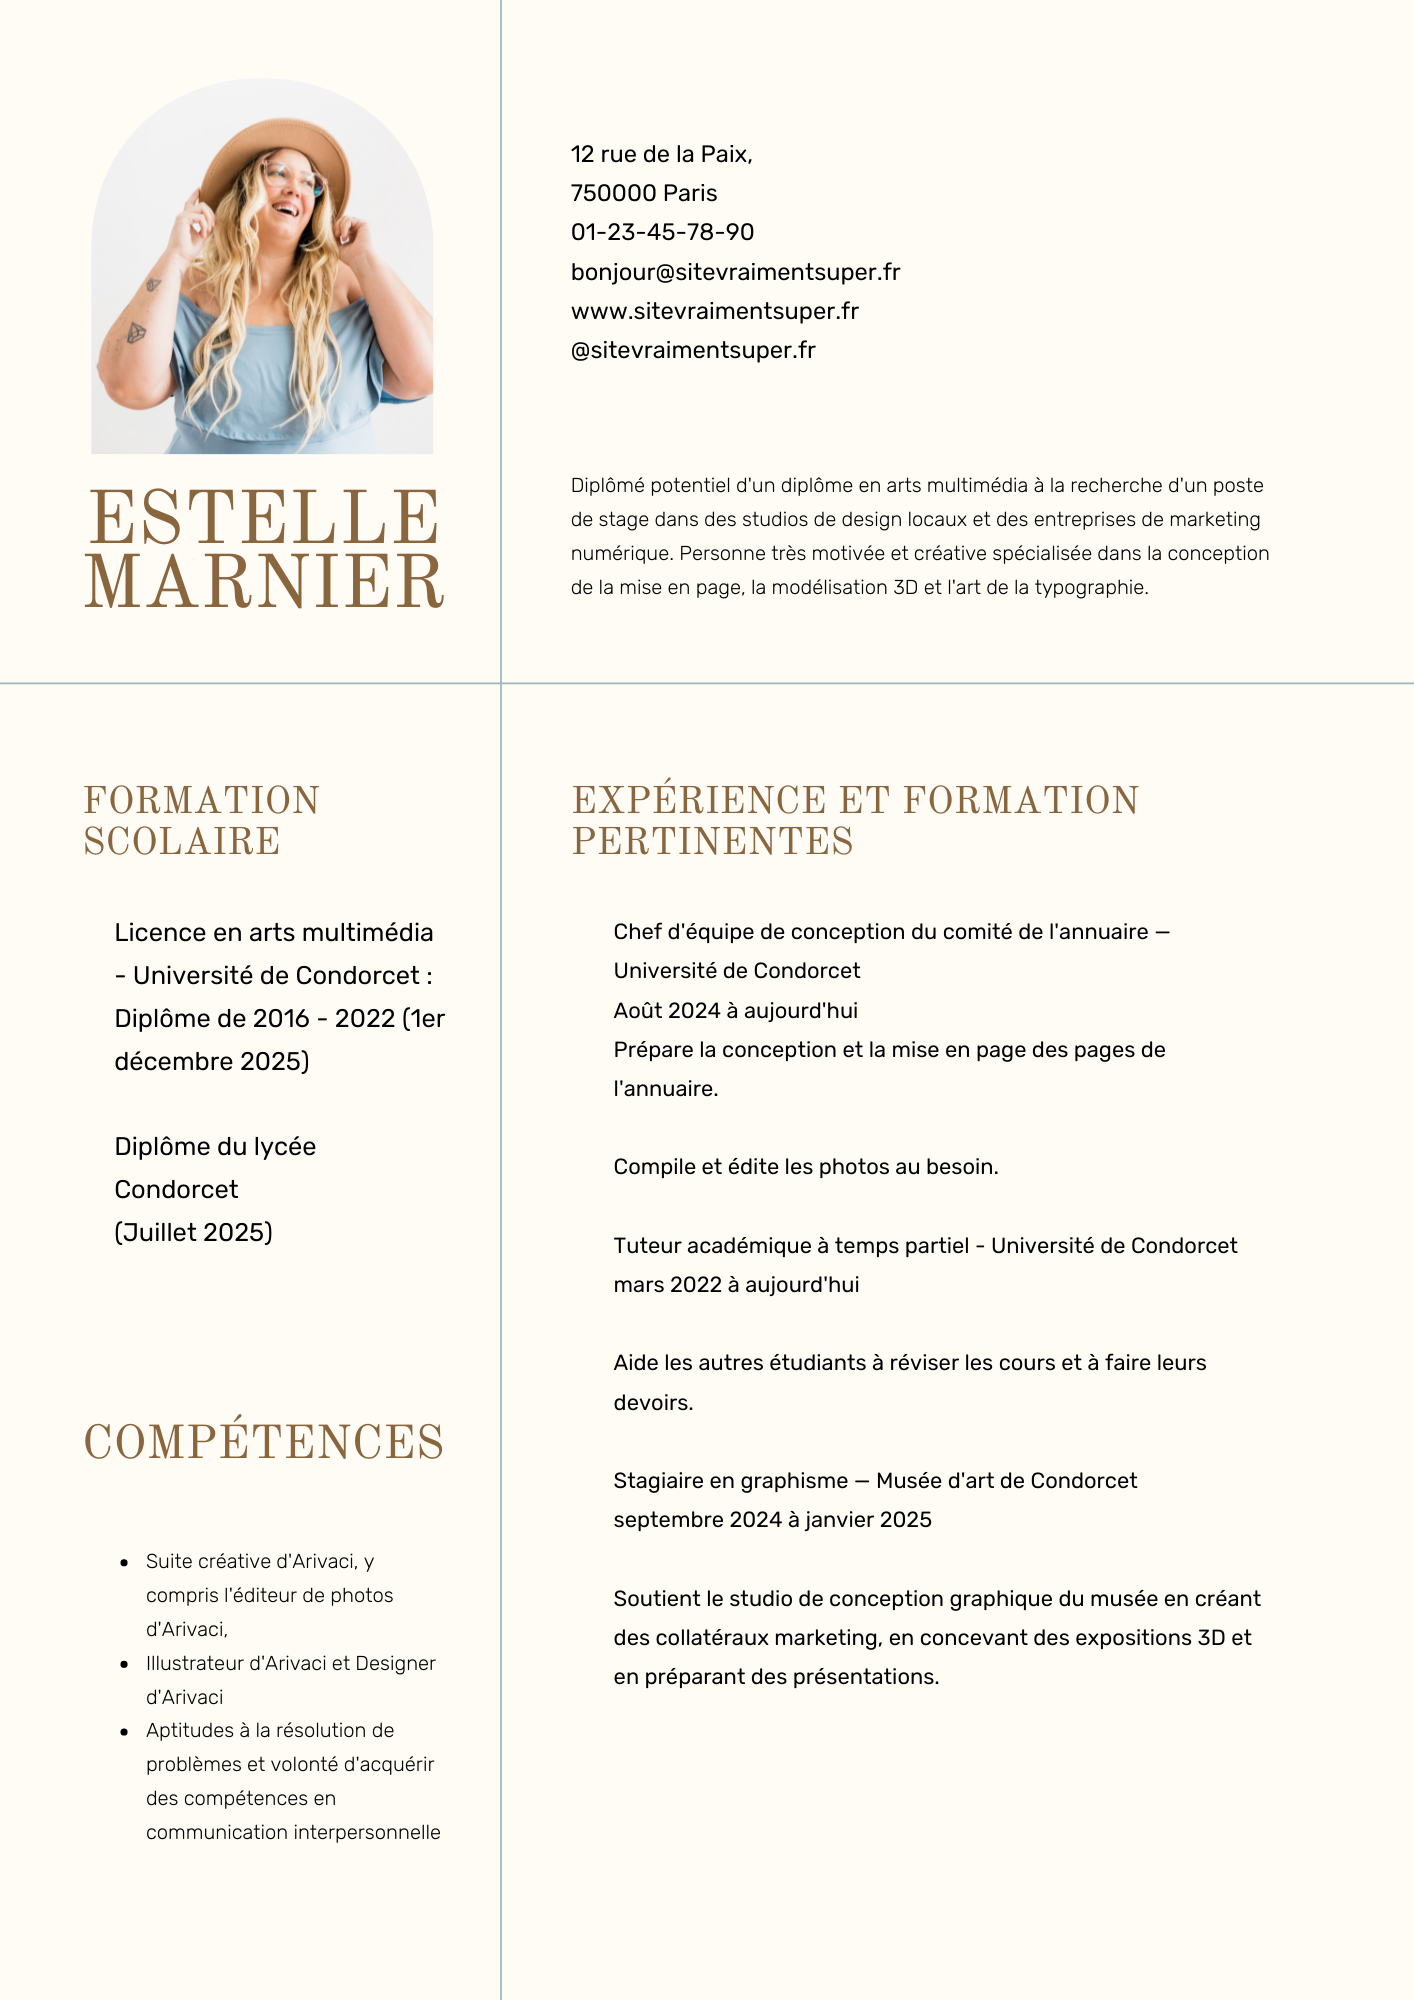 ESTELLE
MARNIER
12 rue de la Paix,
750000 Paris
01-23-45-78-90
bonjour@sitevraimentsuper.fr
www.sitevraimentsuper.fr
@sitevraimentsuper.fr
Diplômé potentiel d'un diplôme en arts multimédia à la recherche d'un poste
de stage dans des studios de design locaux et des entreprises de marketing
numérique. Personne très motivée et créative spécialisée dans la conception
de la mise en page, la modélisation 3D et l'art de la typographie.
FORMATION
SCOLAIRE
Licence en arts multimédia
- Université de Condorcet :
Diplôme de 2016 - 2022 (1er
décembre 2025)
Diplôme du lycée
Condorcet
(Juillet 2025)
COMPÉTENCES
• Suite créative d'Arivaci, y
compris l'éditeur de photos
d'Arivaci,
• Illustrateur d'Arivaci et Designer
d'Arivaci
• Aptitudes à la résolution de
problèmes et volonté d'acquérir
des compétences en
communication interpersonnelle
EXPÉRIENCE ET FORMATION
PERTINENTES
Chef d'équipe de conception du comité de l'annuaire —
Université de Condorcet
Août 2024 à aujourd'hui
Prépare la conception et la mise en page des pages de
l'annuaire.
Compile et édite les photos au besoin.
Tuteur académique à temps partiel - Université de Condorcet
mars 2022 à aujourd'hui
Aide les autres étudiants à réviser les cours et à faire leurs
devoirs.
Stagiaire en graphisme — Musée d'art de Condorcet
septembre 2024 à janvier 2025
Soutient le studio de conception graphique du musée en créant
des collatéraux marketing, en concevant des expositions 3D et
en préparant des présentations.